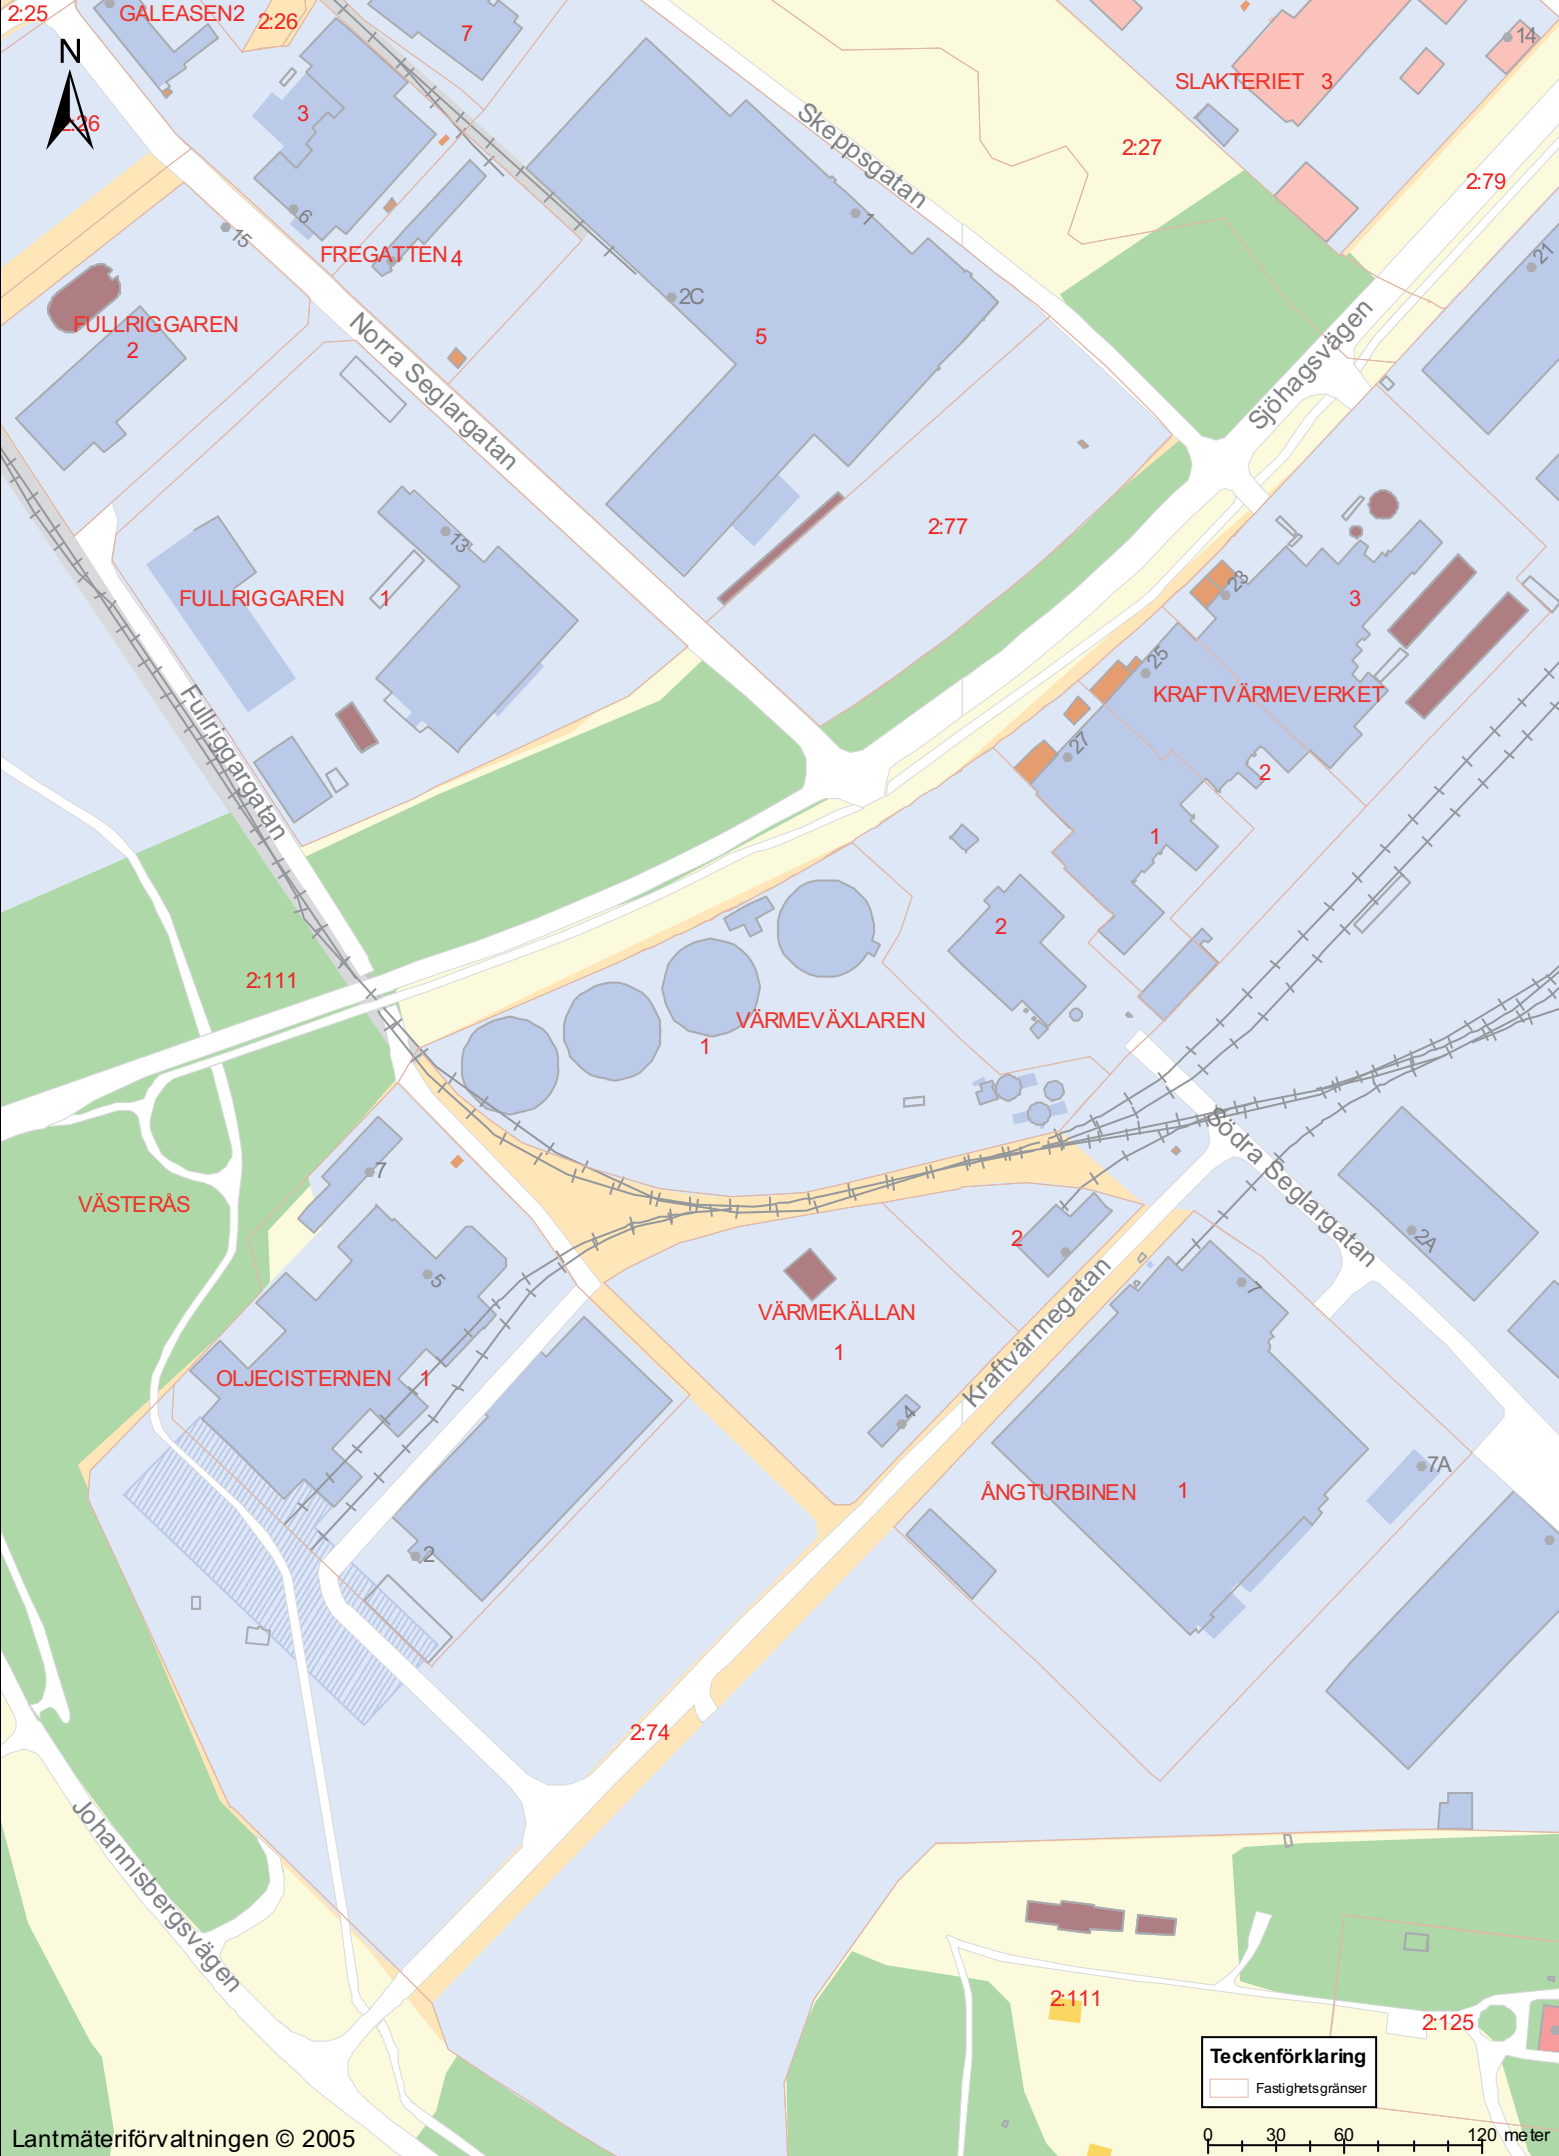 2:25
GALEASEN2
2:26
7
14
N
SLAKTERIET 3
3
2:26
Skeppsgatan
2:27
2:79
6
1
15
FREGATTEN 4
21
2C
FULLRIGGAREN
2
5
Norra Seglargatan
Sjöhagsvägen
2:77
13
23
3
FULLRIGGAREN 1
25
KRAFTVÄRMEVERKET
Fullriggargatan
27
2
1
2
2:111
VÄRMEVÄXLAREN
1
Södra Seglargatan
7
VÄSTERÅS
2
2A
5
7
VÄRMEKÄLLAN
1
Kraftvärmegatan
OLJECISTERNEN 1
4
7A
ÅNGTURBINEN 1
2
2:74
Johannisbergsvägen
2:111
2:125
Teckenförklaring
Fastighetsgränser
0 30 60 120 meter
Lantmäteriförvaltningen © 2005